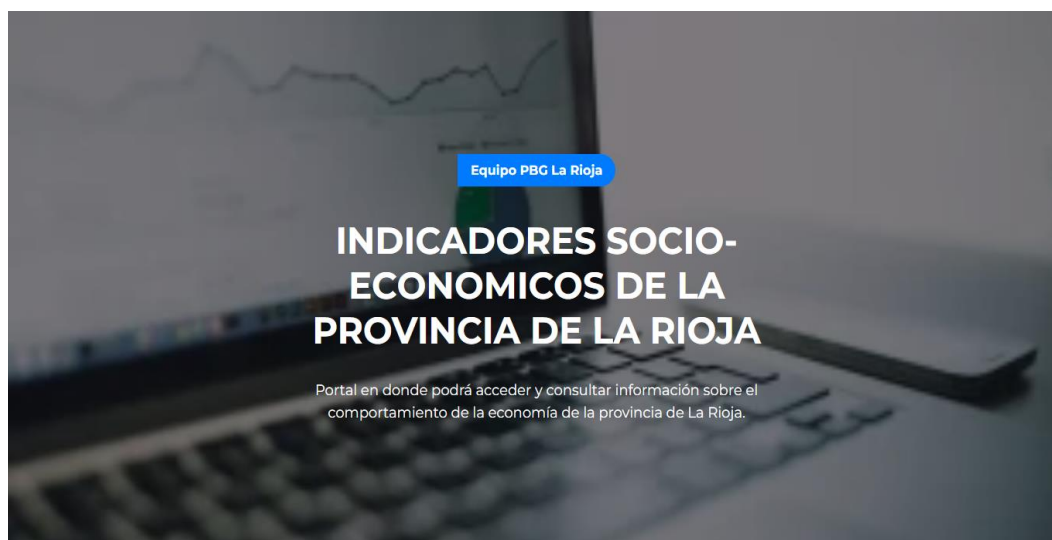 Equipo PBG La Rioja
INDICADORES SOCIO-
ECONOMICOS DE LA
PROVINCIA DE LA RIOJA
Portal en donde podrá acceder y consultar información sobre el
comportamiento de la economía de la provincia de La Rioja.